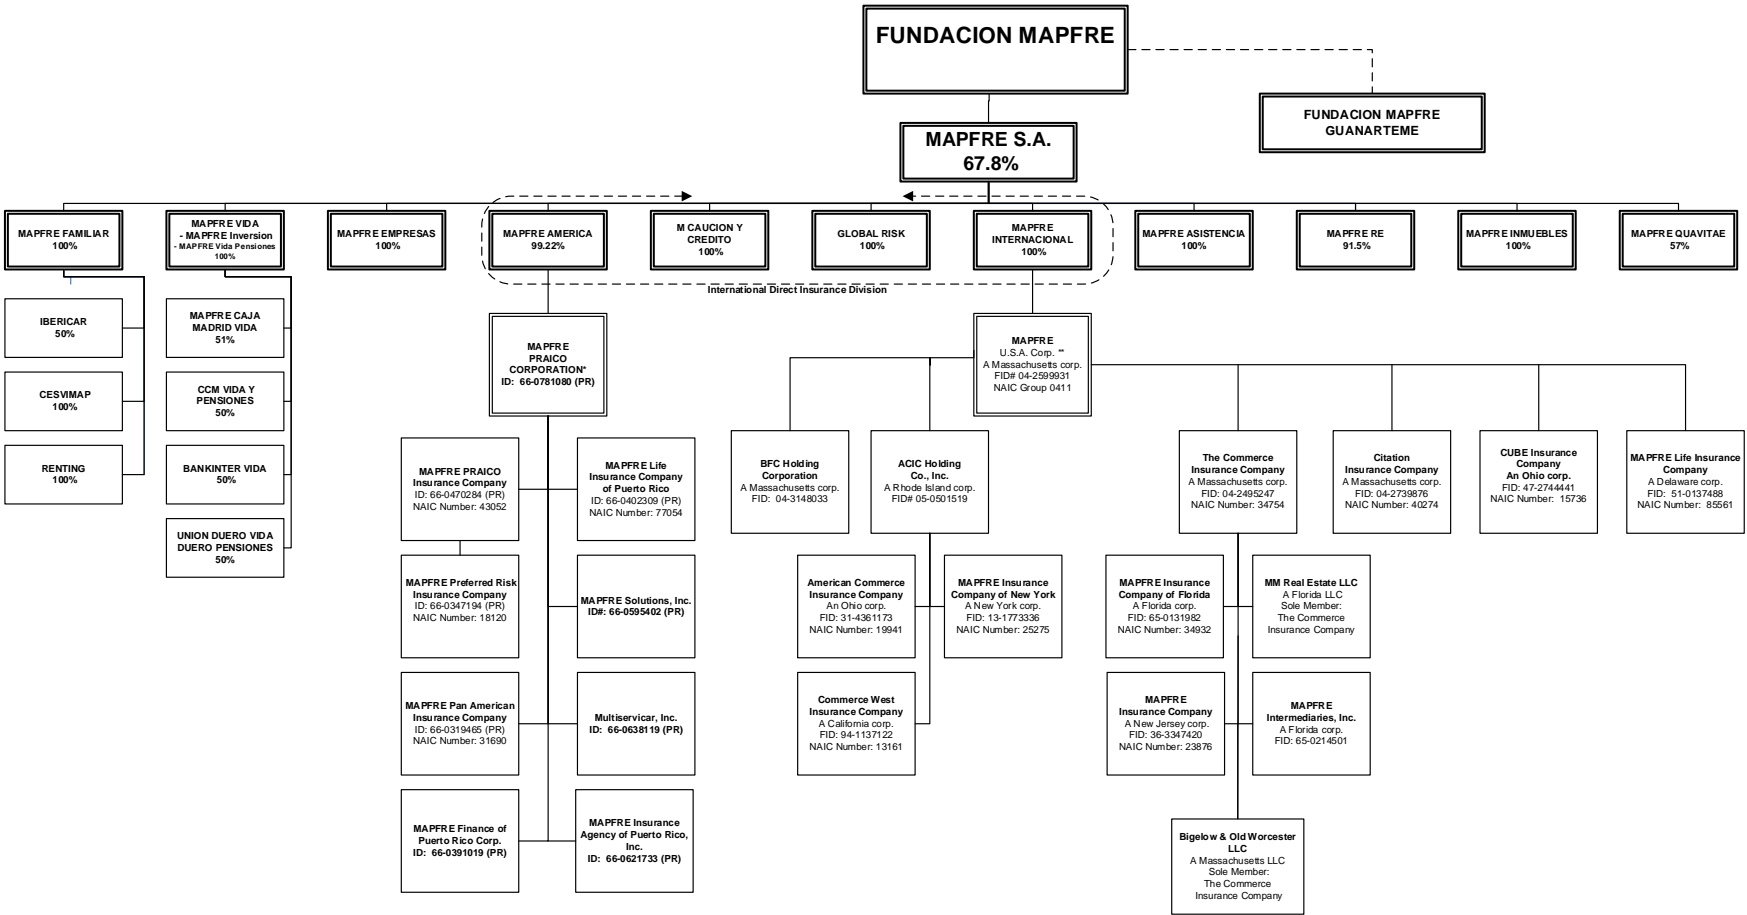 FUNDACION MAPFRE
FUNDACION MAPFRE
GUANARTEME
MAPFRE S.A.
67.8%
MAPFRE FAMILIAR
100%
MAPFRE VIDA
- MAPFRE Inversion
- MAPFRE Vida Pensiones
100%
MAPFRE EMPRESAS
100%
MAPFRE AMERICA
99.22%
M CAUCION Y
CREDITO
100%
GLOBAL RISK
100%
MAPFRE
INTERNACIONAL
100%
MAPFRE ASISTENCIA
100%
MAPFRE RE
91.5%
MAPFRE INMUEBLES
100%
MAPFRE QUAVITAE
57%
International Direct Insurance Division
IBERICAR
50%
CESVIMAP
100%
RENTING
100%
MAPFRE CAJA
MADRID VIDA
51%
CCM VIDA Y
PENSIONES
50%
BANKINTER VIDA
50%
UNION DUERO VIDA
DUERO PENSIONES
50%
MAPFRE
PRAICO
CORPORATION*
ID: 66-0781080 (PR)
MAPFRE
U.S.A. Corp. **
A Massachusetts corp.
FID# 04-2599931
NAIC Group 0411
MAPFRE PRAICO
Insurance Company
ID: 66-0470284 (PR)
NAIC Number: 43052
MAPFRE Life
Insurance Company
of Puerto Rico
ID: 66-0402309 (PR)
NAIC Number: 77054
MAPFRE Preferred Risk
Insurance Company
ID: 66-0347194 (PR)
NAIC Number: 18120
MAPFRE Solutions, Inc.
ID#: 66-0595402 (PR)
MAPFRE Pan American
Insurance Company
ID: 66-0319465 (PR)
NAIC Number: 31690
Multiservicar, Inc.
ID: 66-0638119 (PR)
MAPFRE Finance of
Puerto Rico Corp.
ID: 66-0391019 (PR)
MAPFRE Insurance
Agency of Puerto Rico,
Inc.
ID: 66-0621733 (PR)
BFC Holding
Corporation
A Massachusetts corp.
FID: 04-3148033
ACIC Holding
Co., Inc.
A Rhode Island corp.
FID# 05-0501519
The Commerce
Insurance Company
A Massachusetts corp.
FID: 04-2495247
NAIC Number: 34754
Citation
Insurance Company
A Massachusetts corp.
FID: 04-2739876
NAIC Number: 40274
CUBE Insurance
Company
An Ohio corp.
FID: 47-2744441
NAIC Number: 15736
MAPFRE Life Insurance
Company
A Delaware corp.
FID: 51-0137488
NAIC Number: 85561
American Commerce
Insurance Company
An Ohio corp.
FID: 31-4361173
NAIC Number: 19941
MAPFRE Insurance
Company of New York
A New York corp.
FID: 13-1773336
NAIC Number: 25275
MAPFRE Insurance
Company of Florida
A Florida corp.
FID: 65-0131982
NAIC Number: 34932
MM Real Estate LLC
A Florida LLC
Sole Member:
The Commerce
Insurance Company
Commerce West
Insurance Company
A California corp.
FID: 94-1137122
NAIC Number: 13161
MAPFRE
Insurance Company
A New Jersey corp.
FID: 36-3347420
NAIC Number: 23876
MAPFRE
Intermediaries, Inc.
A Florida corp.
FID: 65-0214501
Bigelow & Old Worcester
LLC
A Massachusetts LLC
Sole Member:
The Commerce
Insurance Company